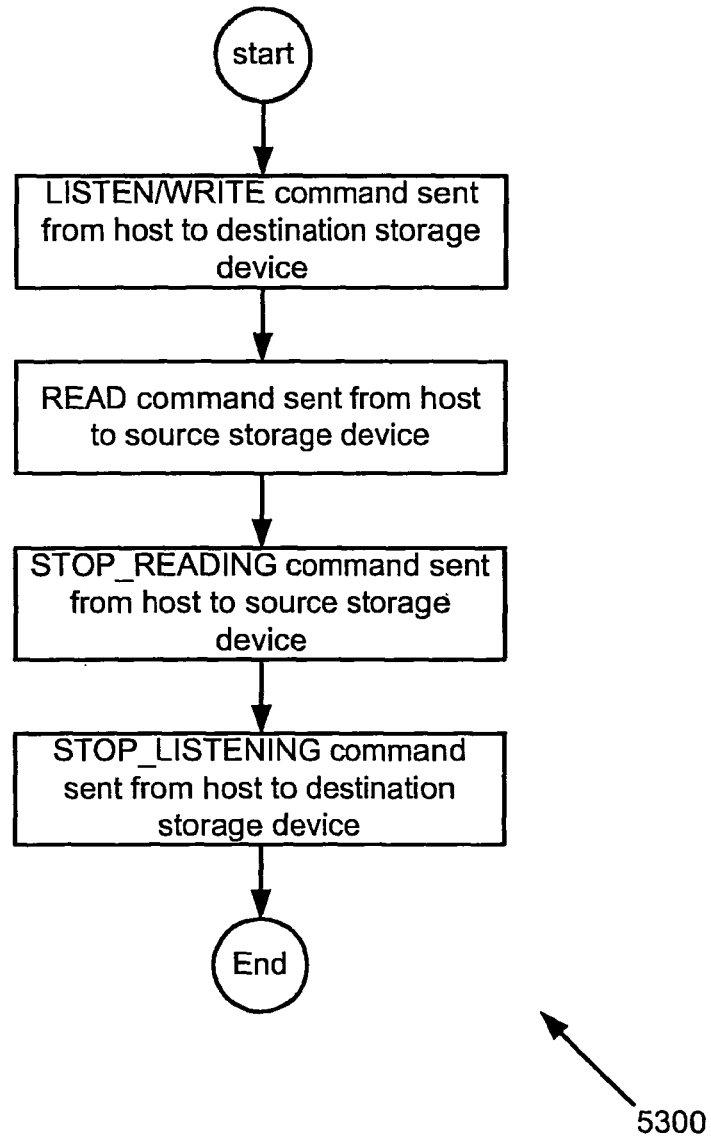 start
LISTEN/WRITE command sent
from host to destination storage
device
READ command sent from host
to source storage device
STOP_READING command sent
from host to source storage
device
STOP_LISTENING command
sent from host to destination
storage device
End
5300